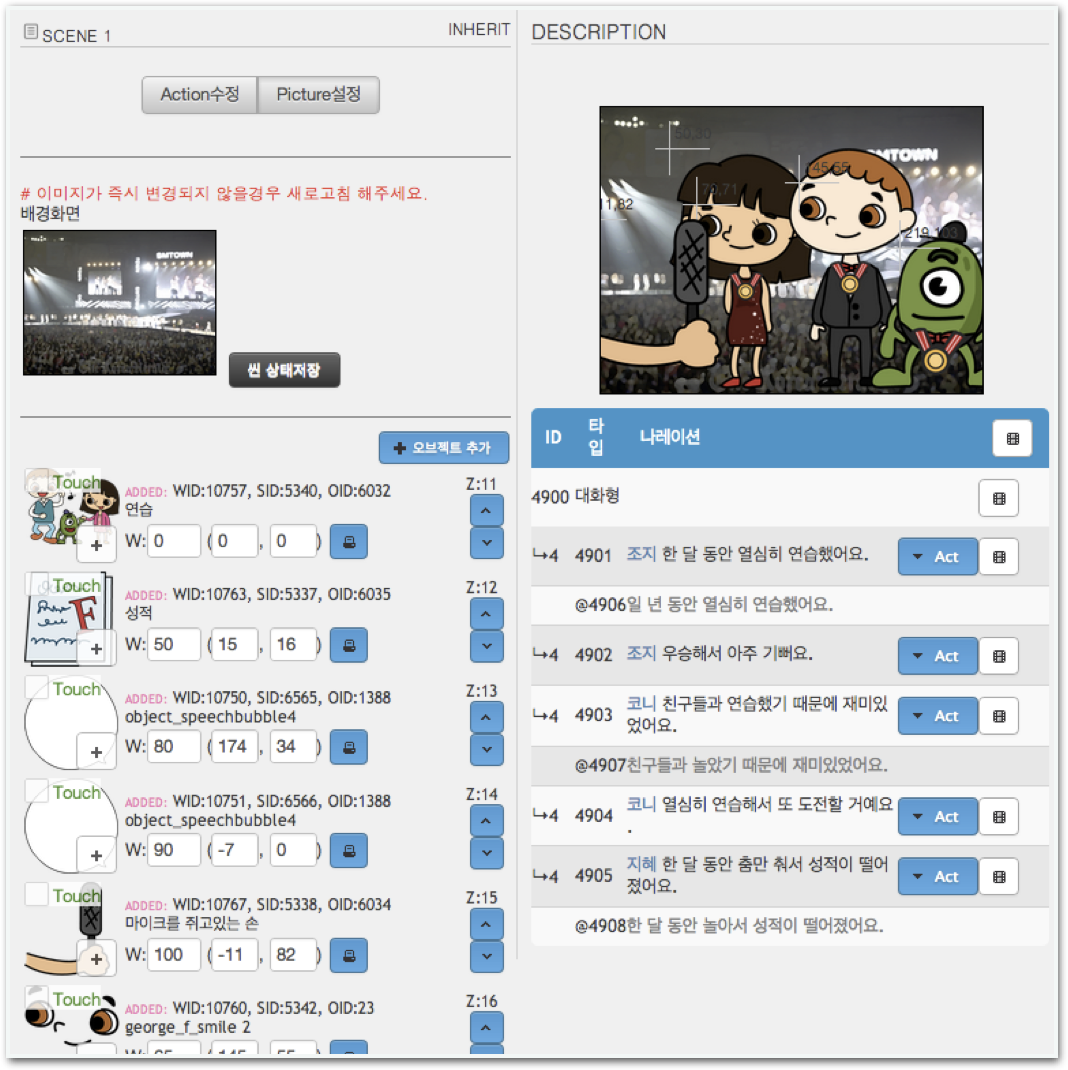 SCENE 1
INHERIT
Action수정
Picture설정
# 이미지가 즉시 변경되지 않을경우 새로고침 해주세요.
배경화면
SMTOWN
씬 상태저장
오브젝트 추가
Touch
ADDED: WID:10757, SID:5340, OID:6032
Z:11
연습
W: 0 ( 0 , 0 )
Touch
ADDED: WID:10763, SID:5337, OID:6035
Z:12
성적
F
W: 50 ( 15 , 16 )
Touch
ADDED: WID:10750, SID:6565, OID:1388
Z:13
object_speechbubble4
W: 80 ( 174 , 34 )
Touch
ADDED: WID:10751, SID:6566, OID:1388
Z:14
object_speechbubble4
W: 90 ( -7 , 0 )
Touch
ADDED: WID:10767, SID:5338, OID:6034
Z:15
마이크를 쥐고있는 손
W: 100 ( -11 , 82 )
Touch
ADDED: WID:10760, SID:5342, OID:23
Z:16
george_f_smile 2
DESCRIPTION
50,30
SMTOWN
145,55
70,71
11,82
219,103
ID
타입
나레이션
4900 대화형
4 4901 조지 한 달 동안 열심히 연습했어요. Act
@4906일 년 동안 열심히 연습했어요.
4 4902 조지 우승해서 아주 기뻐요. Act
4 4903 코니 친구들과 연습했기 때문에 재미있
었어요. Act
@4907친구들과 놀았기 때문에 재미있었어요.
4 4904 코니 열심히 연습해서 또 도전할 거예요
. Act
4 4905 지혜 한 달 동안 춤만 춰서 성적이 떨어
졌어요. Act
@4908한 달 동안 놀아서 성적이 떨어졌어요.